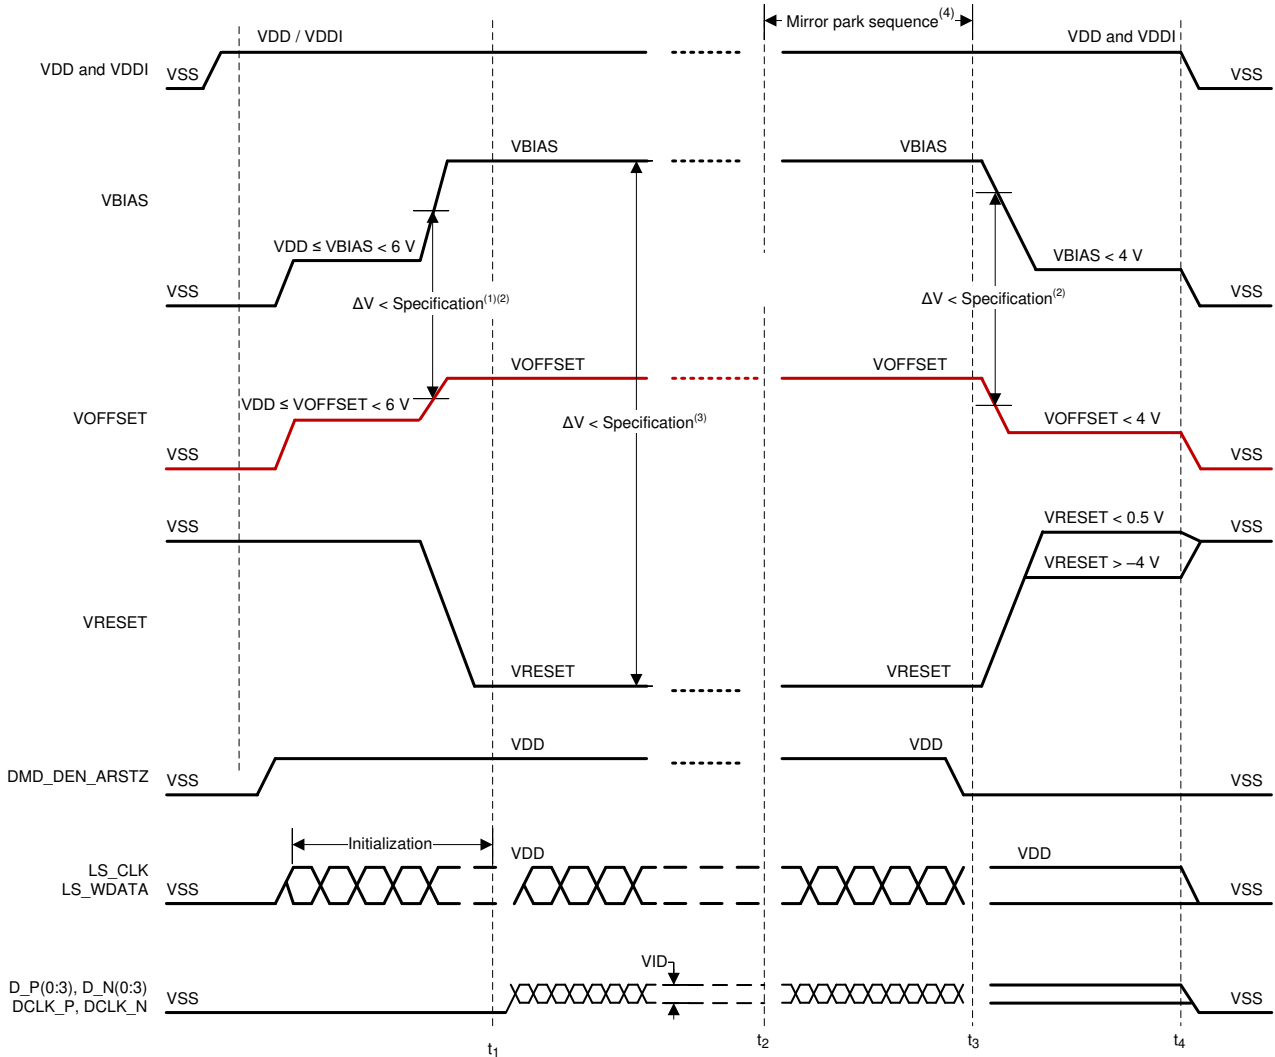 Mirror park sequence(4)
VDD and VDDI
VSS
VDD / VDDI
VDD and VDDI
VSS
VBIAS
VBIAS
VBIAS
VDD ≤ VBIAS < 6 V
VBIAS < 4 V
VSS
VSS
ΔV < Specification(1)(2)
ΔV < Specification(2)
VOFFSET
VOFFSET
VOFFSET
VDD ≤ VOFFSET < 6 V
VOFFSET < 4 V
ΔV < Specification(3)
VSS
VSS
VRESET
VSS
VRESET < 0.5 V
VSS
VRESET > –4 V
VRESET
VRESET
DMD_DEN_ARSTZ
VSS
VDD
VDD
VSS
Initialization
LS_CLK
LS_WDATA
VSS
VDD
VDD
VSS
VID
D_P(0:3), D_N(0:3)
DCLK_P, DCLK_N
VSS
VSS
t1
t2
t3
t4